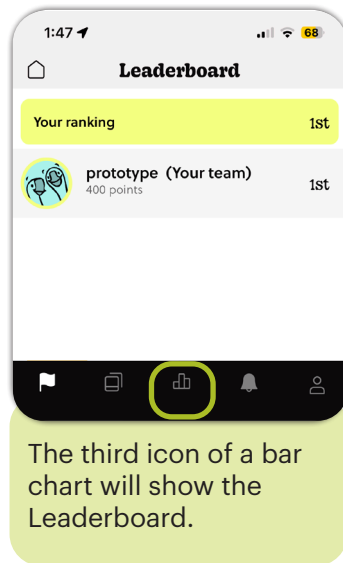 1:47
68
Leaderboard
Your ranking 1st
prototype (Your team)
400 points
1st
The third icon of a bar
chart will show the
Leaderboard.